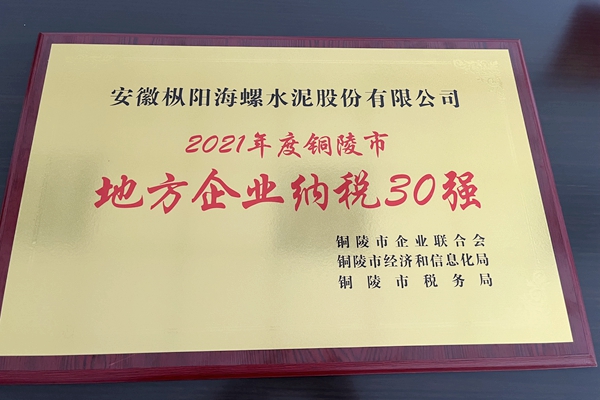 安徽枞阳海螺水泥股份有限公司
2021年度铜陵市
地方企业纳税30强
铜陵市企业联合会
铜陵市经济和信息化局
铜陵市税务局